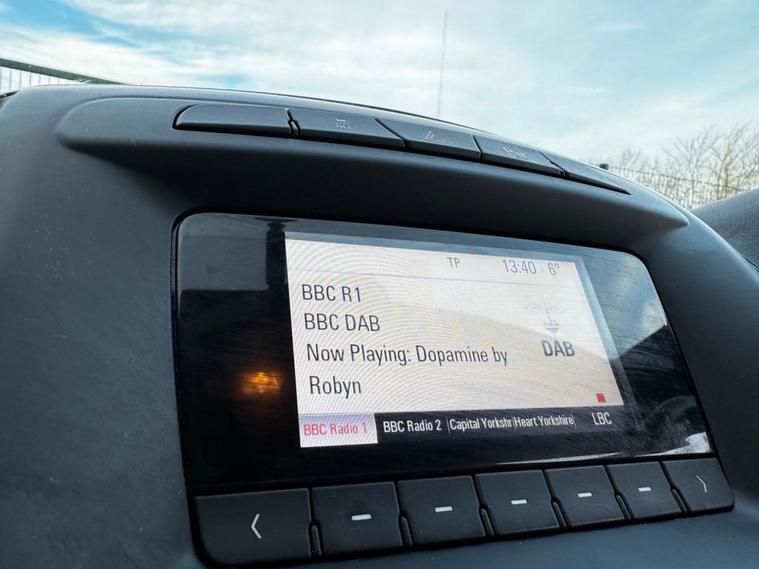 TP 13:40 6°
BBC R1
BBC DAB
Now Playing: Dopamine by
Robyn
DAB
BBC Radio 1 BBC Radio 2 Capital Yorkshr Heart Yorkshire LBC